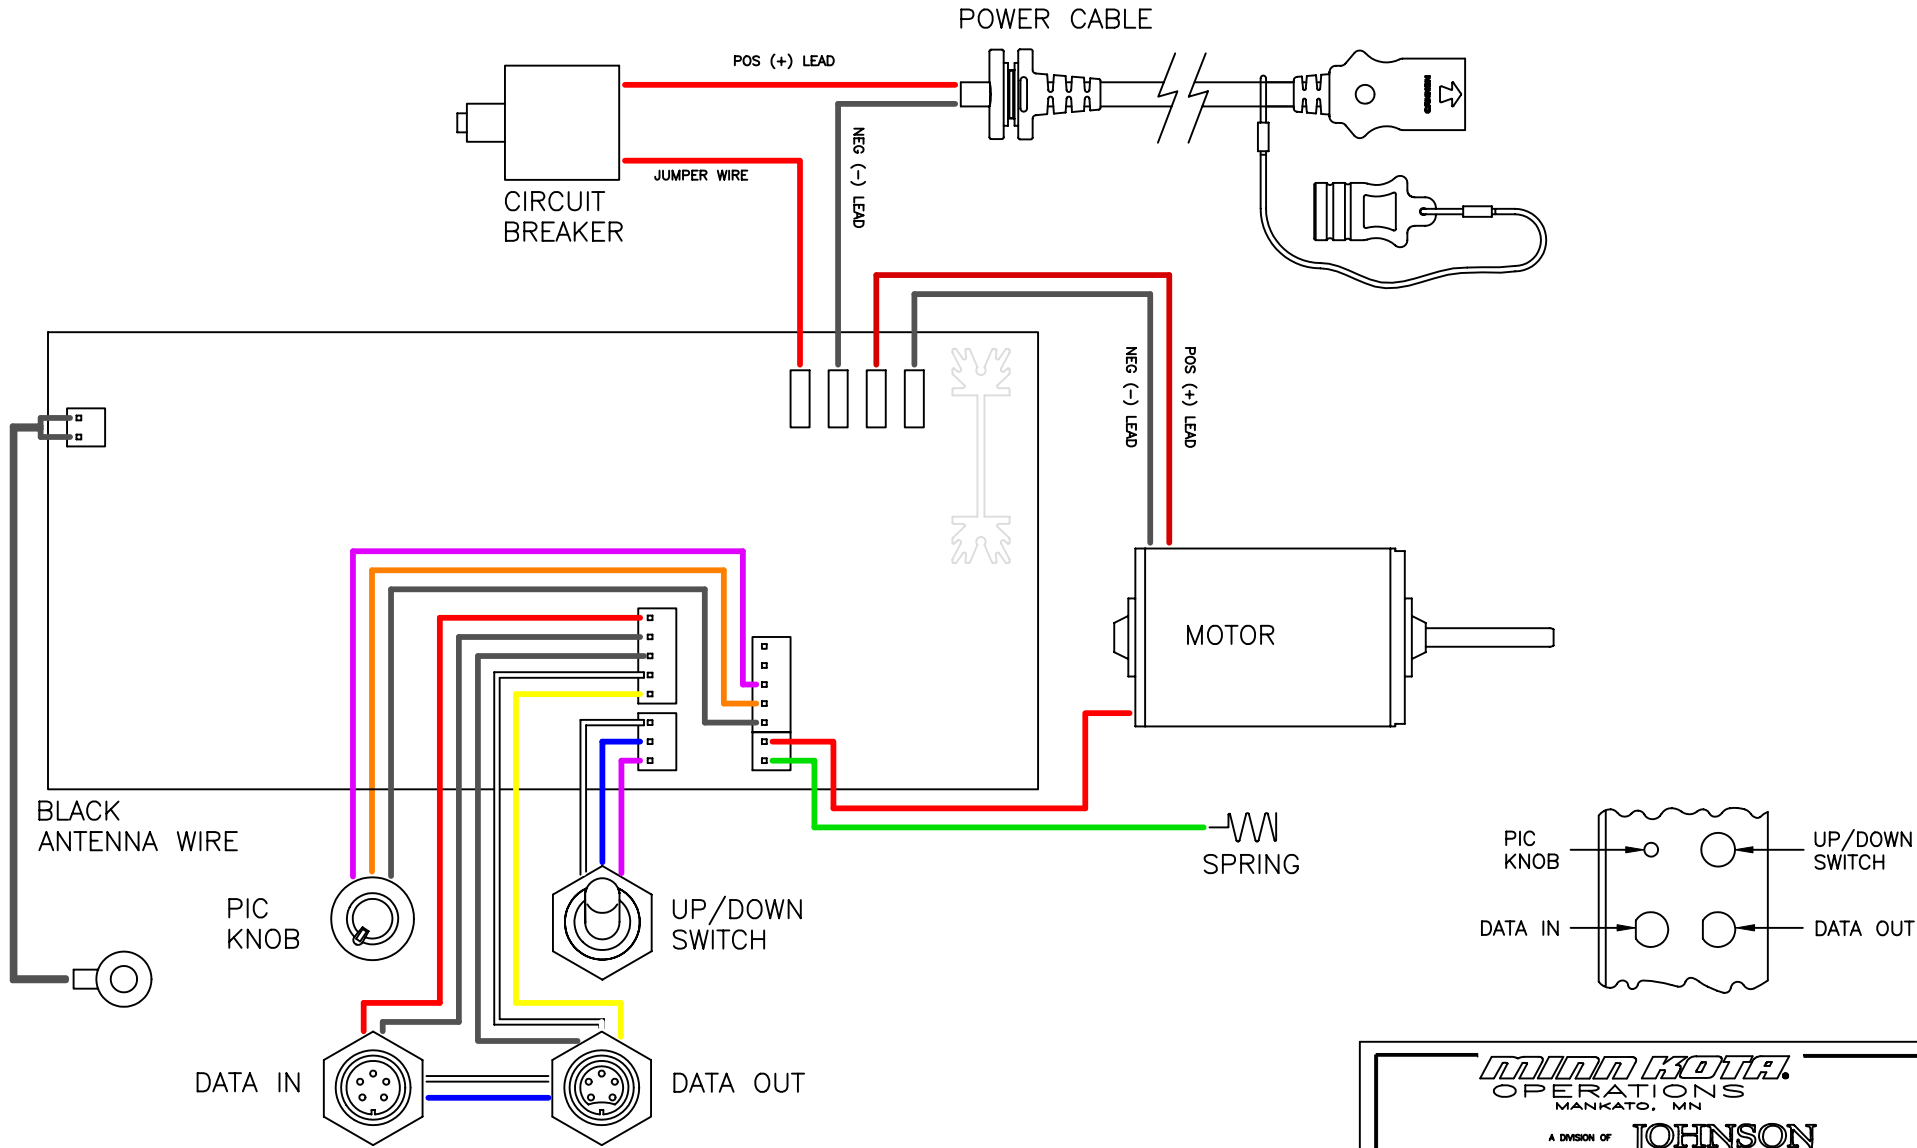 POWER CABLE
POS (+) LEAD
NEG (-) LEAD
JUMPER WIRE
CIRCUIT
BREAKER
NEG (-) LEAD
POS (+) LEAD
MOTOR
BLACK
ANTENNA WIRE
SPRING
PIC
KNOB
UP/DOWN
SWITCH
DATA IN
DATA OUT
PIC
KNOB
UP/DOWN
SWITCH
DATA IN
DATA OUT
MINN KOTA.
OPERATIONS
MANKATO, MN
A DIVISION OF JOHNSON